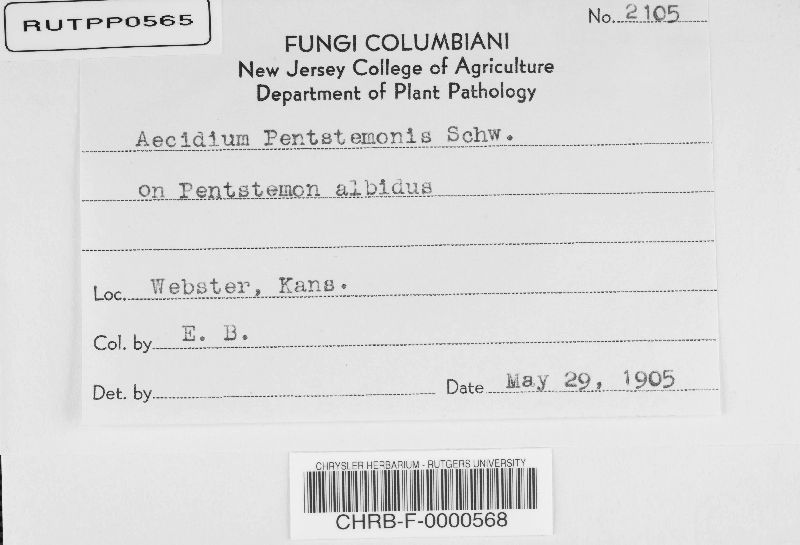 RUTPP0565
No. 2105
FUNGI COLUMBIANI
New Jersey College of Agriculture
Department of Plant Pathology
Aecidium Pentstemonis Schw.
on Pentstemon albidus
Loc. Webster, Kans.
Col. by E. B.
Det. by
Date May 29, 1905
CHRYSLER HERBARIUM - RUTGERS UNIVERSITY
CHRB-F-0000568